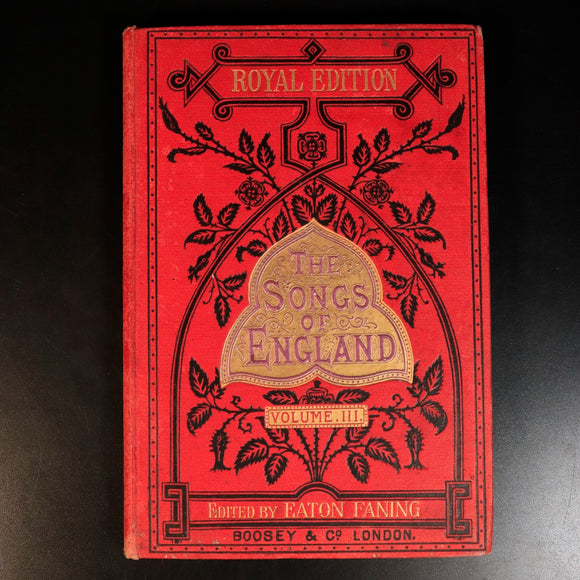 ROYAL EDITION
THE
SONGS
OF
ENGLAND
VOLUME. III.
EDITED BY EATON FANING
BOOSEY & Cº LONDON.